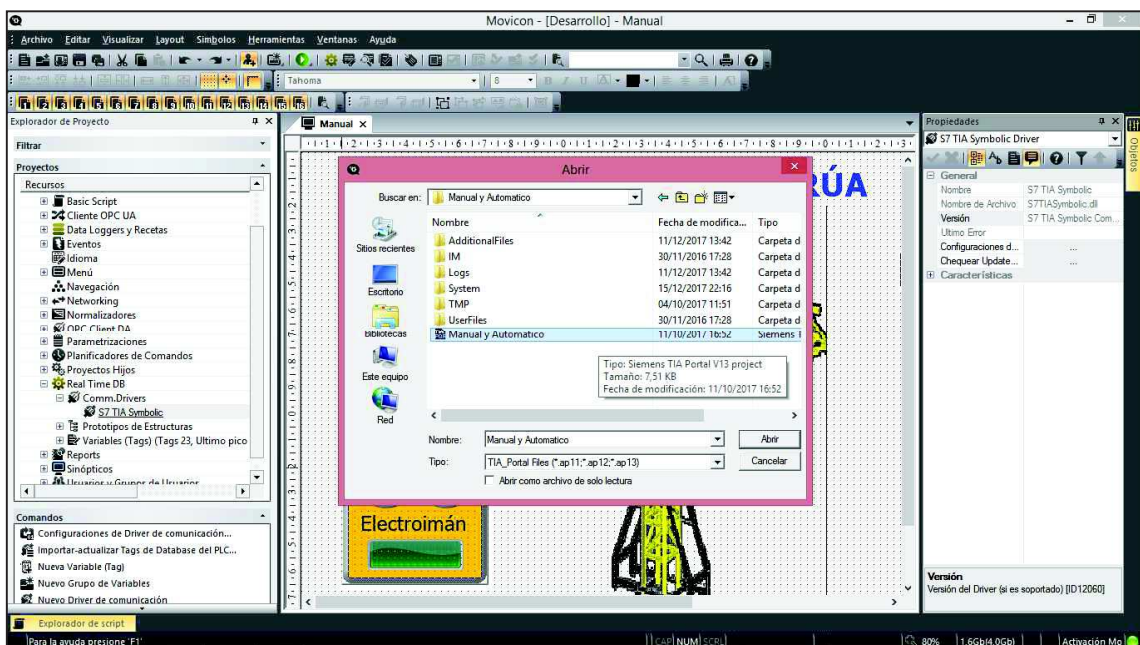 Movicon - [Desarrollo] - Manual
Archivo Editar Visualizar Layout Simbolos Herramientas Ventanas Ayuda
Tahoma 8
Explorador de Proyecto
Filtrar
Proyectos
Recursos
Basic Script
Cliente OPC UA
Data Loggers y Recetas
Eventos
Idioma
Menú
Navegación
Networking
Normalizadores
OPC Client DA
Parametrizaciones
Planificadores de Comandos
Proyectos Hijos
Real Time DB
Comm.Drivers
S7 TIA Symbolic
Prototipos de Estructuras
Variables (Tags) (Tags 23, Ultimo pico
Reports
Sinópticos
Usuarios y Grupos de Usuarios
Comandos
Configuraciones de Driver de comunicación...
Importar-actualizar Tags de Database del PLC...
Nueva Variable (Tag)
Nuevo Grupo de Variables
Nuevo Driver de comunicación
Explorador de script
Manual X
RÚA
Abrir
Buscar en: Manual y Automatico
Sitios recientes
Escritorio
Bibliotecas
Este equipo
Red
Nombre Fecha de modifica... Tipo
AdditionalFiles 11/12/2017 13:42 Carpeta d
IM 30/11/2016 17:28 Carpeta d
Logs 11/12/2017 13:42 Carpeta d
System 15/12/2017 22:16 Carpeta d
TMP 04/10/2017 11:51 Carpeta d
UserFiles 30/11/2016 17:28 Carpeta d
Manual y Automatico 11/10/2017 16:52 Siemens
Tipo: Siemens TIA Portal V13 project
Tamaño: 7,51 KB
Fecha de modificación: 11/10/2017 16:52
Nombre: Manual y Automatico Abrir
Tipo: TIA_Portal Files (*.ap11;*.ap12;*.ap13) Cancelar
Abrir como archivo de solo lectura
Electroimán
Propiedades
S7 TIA Symbolic Driver
General
Nombre S7 TIA Symbolic
Nombre de Archivo S7TIASymbolic.dll
Versión S7 TIA Symbolic Com...
Ultimo Error
Configuraciones d... ...
Chequear Update... ...
Características
Versión
Versión del Driver (si es soportado) [ID12060]
Objetos
Para la ayuda presione 'F1'
CAP NUM SCRL
80% 1.6Gb(4.0Gb) Activación Mo